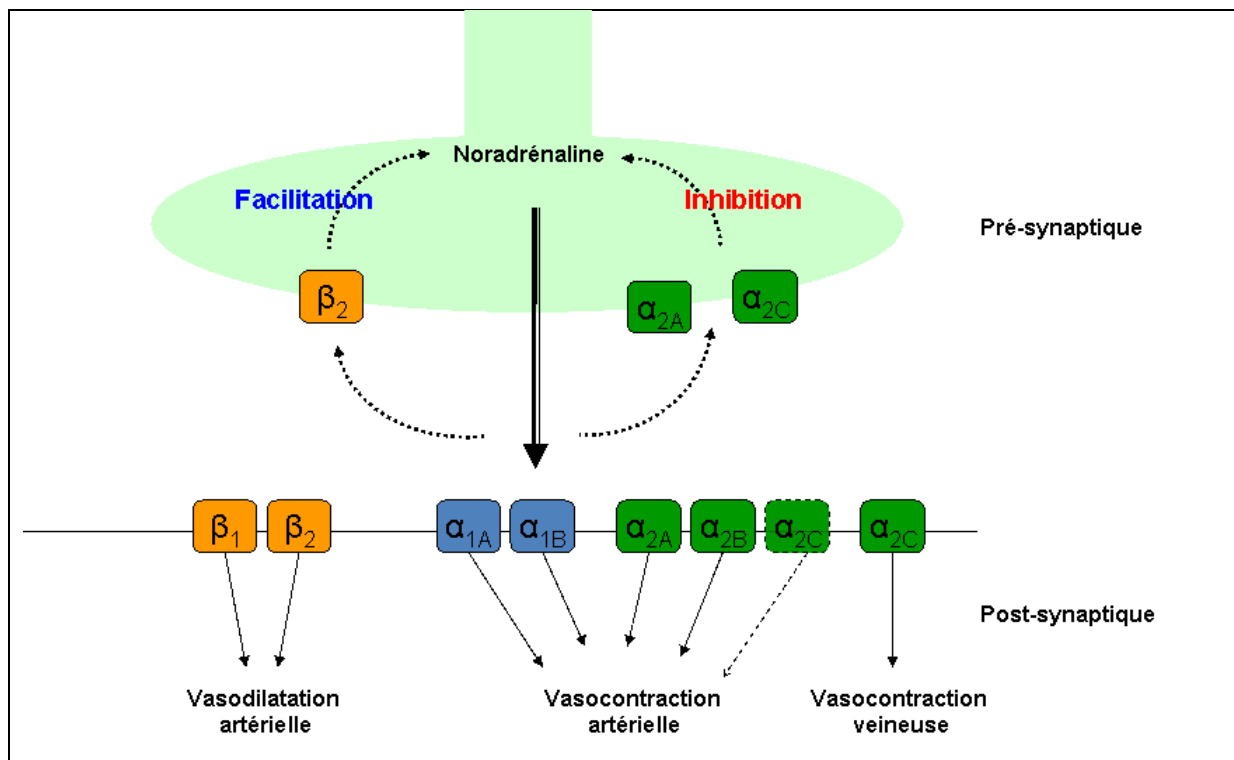 Noradrénaline
Facilitation
Inhibition
Pré-synaptique
β2
α2A
α2C
β1
β2
α1A
α1B
α2A
α2B
α2C
α2C
Post-synaptique
Vasodilatation
artérielle
Vasocontraction
artérielle
Vasocontraction
veineuse